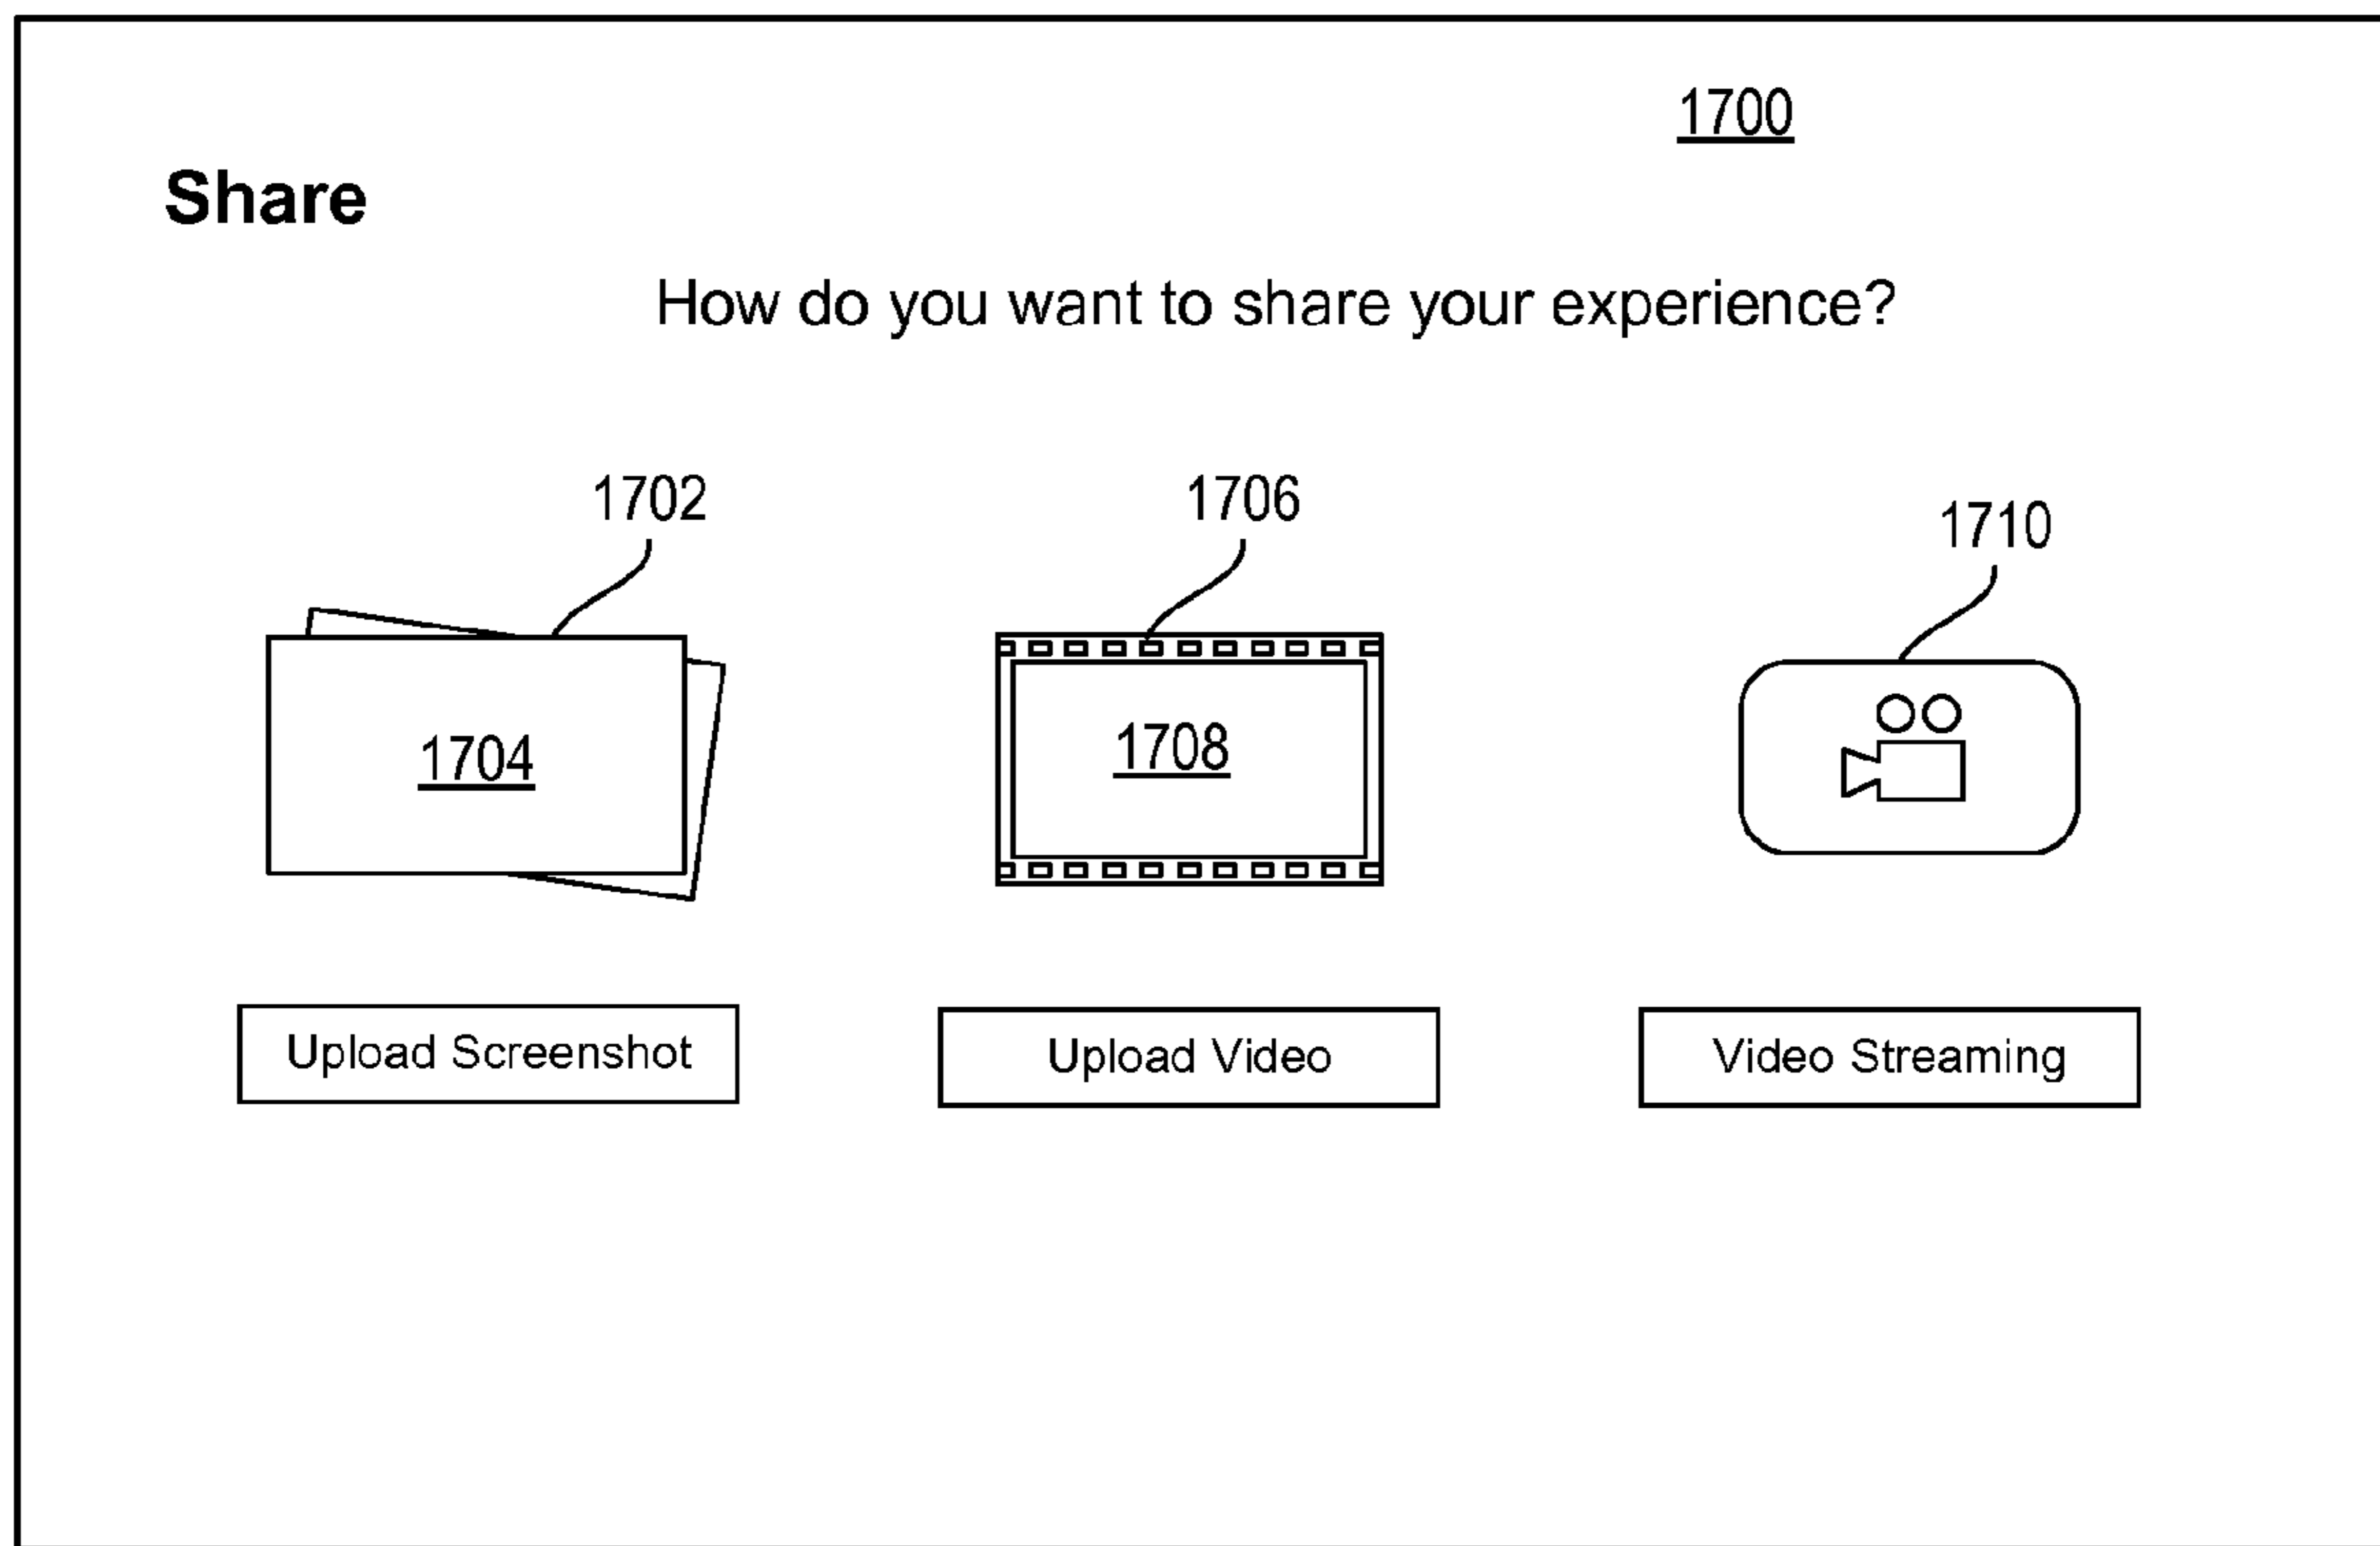 1700
Share
How do you want to share your experience?
1702
1706
1710
1704
1708
Upload Screenshot
Upload Video
Video Streaming